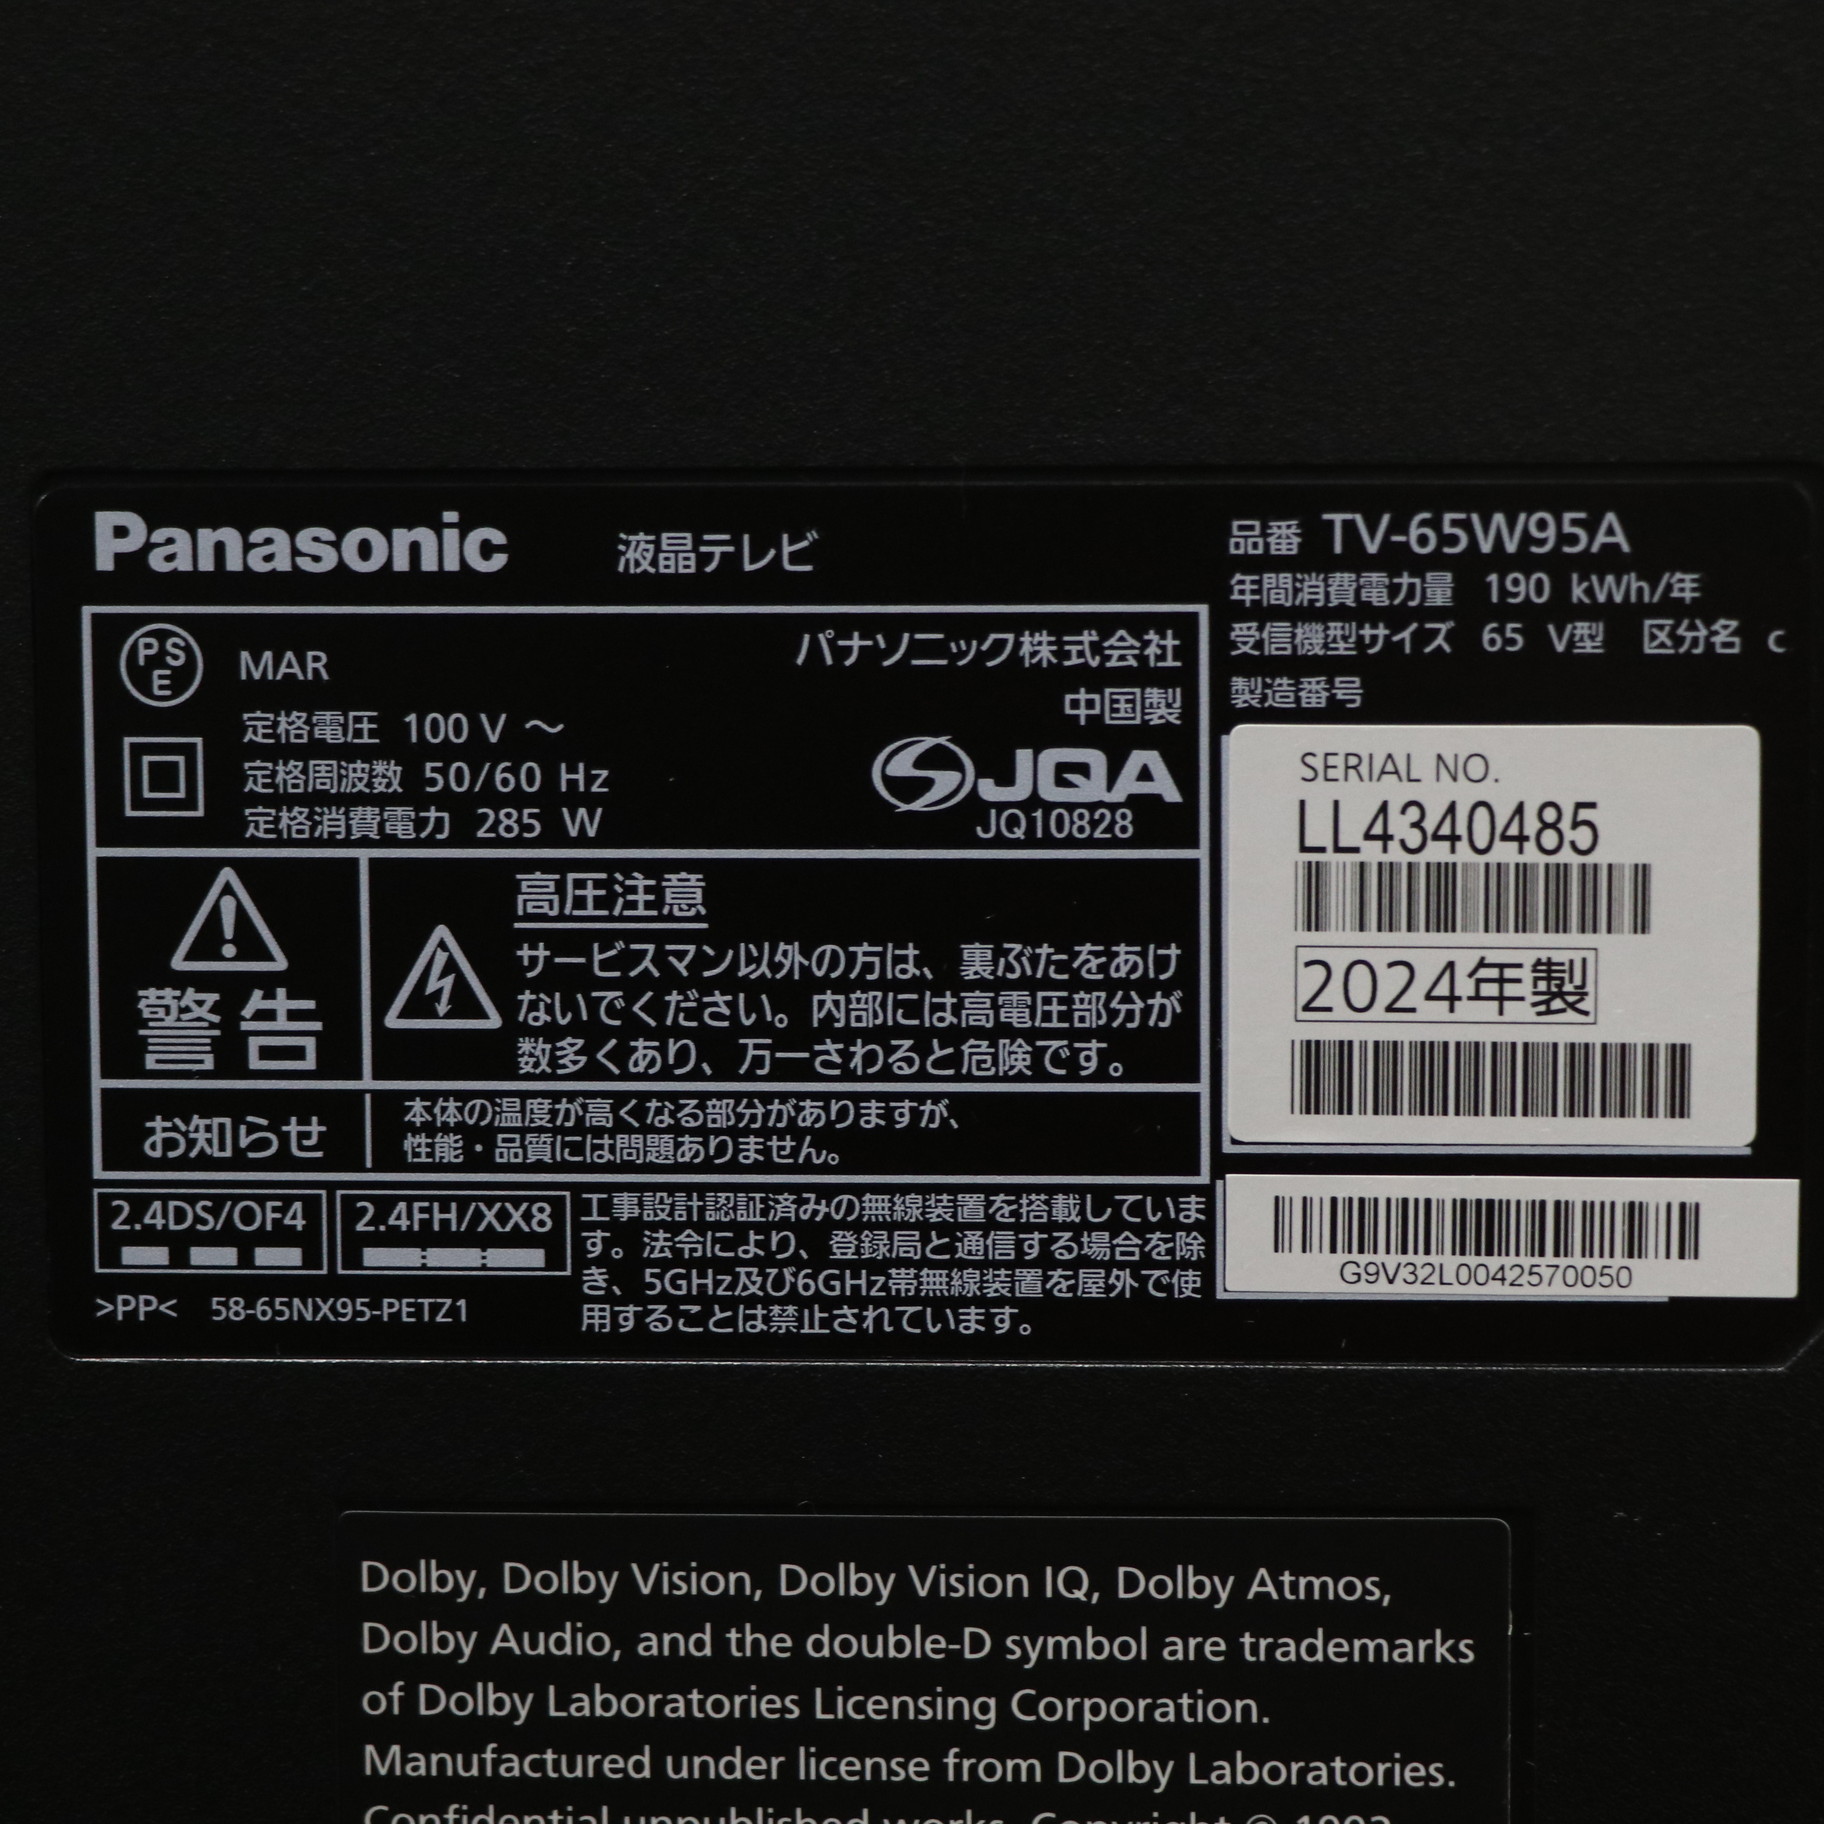 Panasonic 液晶テレビ
PSE MAR
パナソニック株式会社
中国製
定格電圧 100 V ～
定格周波数 50/60 Hz
定格消費電力 285 W
JQA
JQ10828
警告
高圧注意
サービスマン以外の方は、裏ぶたをあけ
ないでください。内部には高電圧部分が
数多くあり、万一さわると危険です。
お知らせ
本体の温度が高くなる部分がありますが、
性能・品質には問題ありません。
2.4DS/OF4
2.4FH/XX8
工事設計認証済みの無線装置を搭載していま
す。法令により、登録局と通信する場合を除
き、5GHz及び6GHz帯無線装置を屋外で使
用することは禁止されています。
>PP< 58-65NX95-PETZ1
品番 TV-65W95A
年間消費電力量 190 kWh/年
受信機型サイズ 65 V型 区分名 c
製造番号
SERIAL NO.
LL4340485
2024年製
G9V32L0042570050
Dolby, Dolby Vision, Dolby Vision IQ, Dolby Atmos,
Dolby Audio, and the double-D symbol are trademarks
of Dolby Laboratories Licensing Corporation.
Manufactured under license from Dolby Laboratories.
Confidential unpublished works. Copyright ©